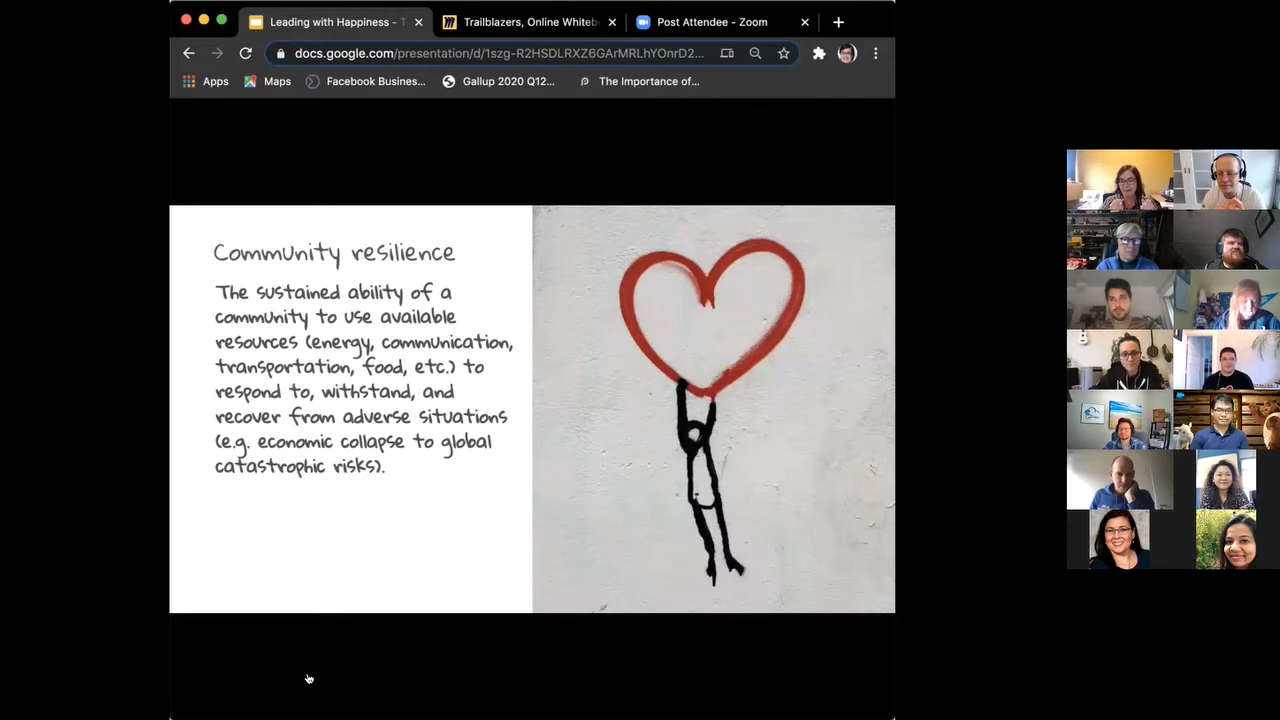 Leading with Happiness - T
Trailblazers, Online Whitebo
Post Attendee - Zoom
docs.google.com/presentation/d/1szg-R2HSDLRXZ6GArMRLhYOnrD2...
Apps
Maps
Facebook Busines...
Gallup 2020 Q12...
The Importance of...
Community resilience
The sustained ability of a
community to use available
resources (energy, communication,
transportation, food, etc.) to
respond to, withstand, and
recover from adverse situations
(e.g. economic collapse to global
catastrophic risks).